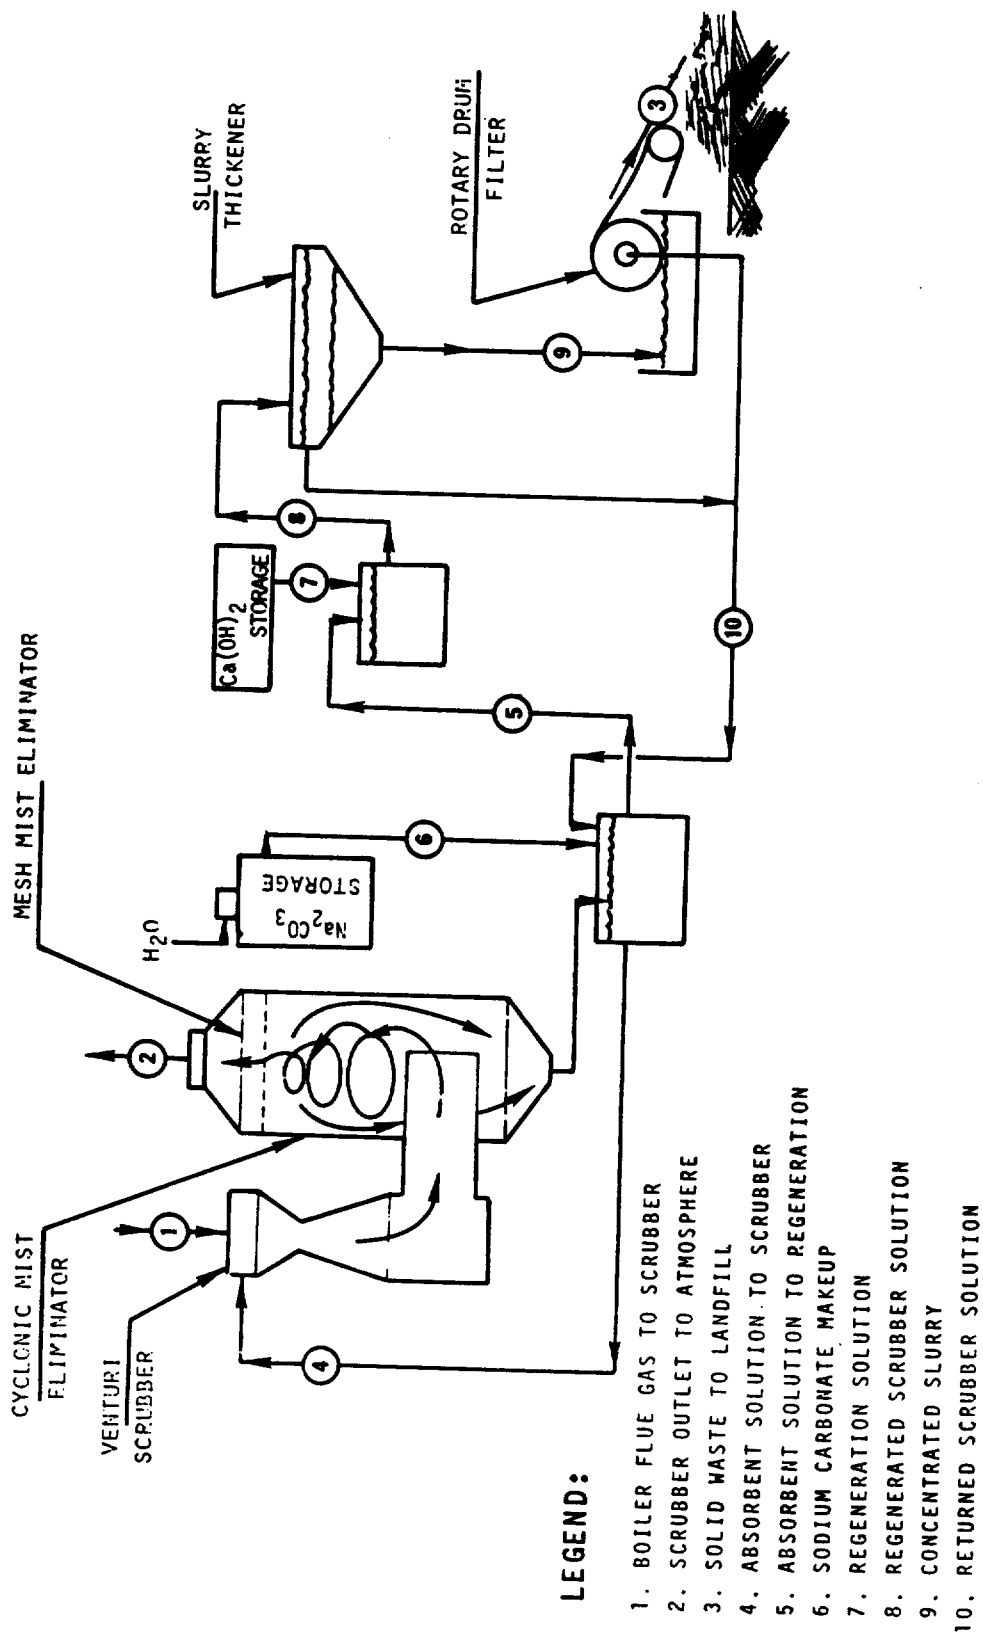 CYCLONIC MIST
ELIMINATOR
VENTURI
SCRUBBER
MESH MIST ELIMINATOR
H2O
Na2CO3
STORAGE
Ca(OH)2
STORAGE
SLURRY
THICKENER
ROTARY DRUM
FILTER
1
2
3
4
5
6
7
8
9
10
LEGEND:
1. BOILER FLUE GAS TO SCRUBBER
2. SCRUBBER OUTLET TO ATMOSPHERE
3. SOLID WASTE TO LANDFILL
4. ABSORBENT SOLUTION TO SCRUBBER
5. ABSORBENT SOLUTION TO REGENERATION
6. SODIUM CARBONATE MAKEUP
7. REGENERATION SOLUTION
8. REGENERATED SCRUBBER SOLUTION
9. CONCENTRATED SLURRY
10. RETURNED SCRUBBER SOLUTION